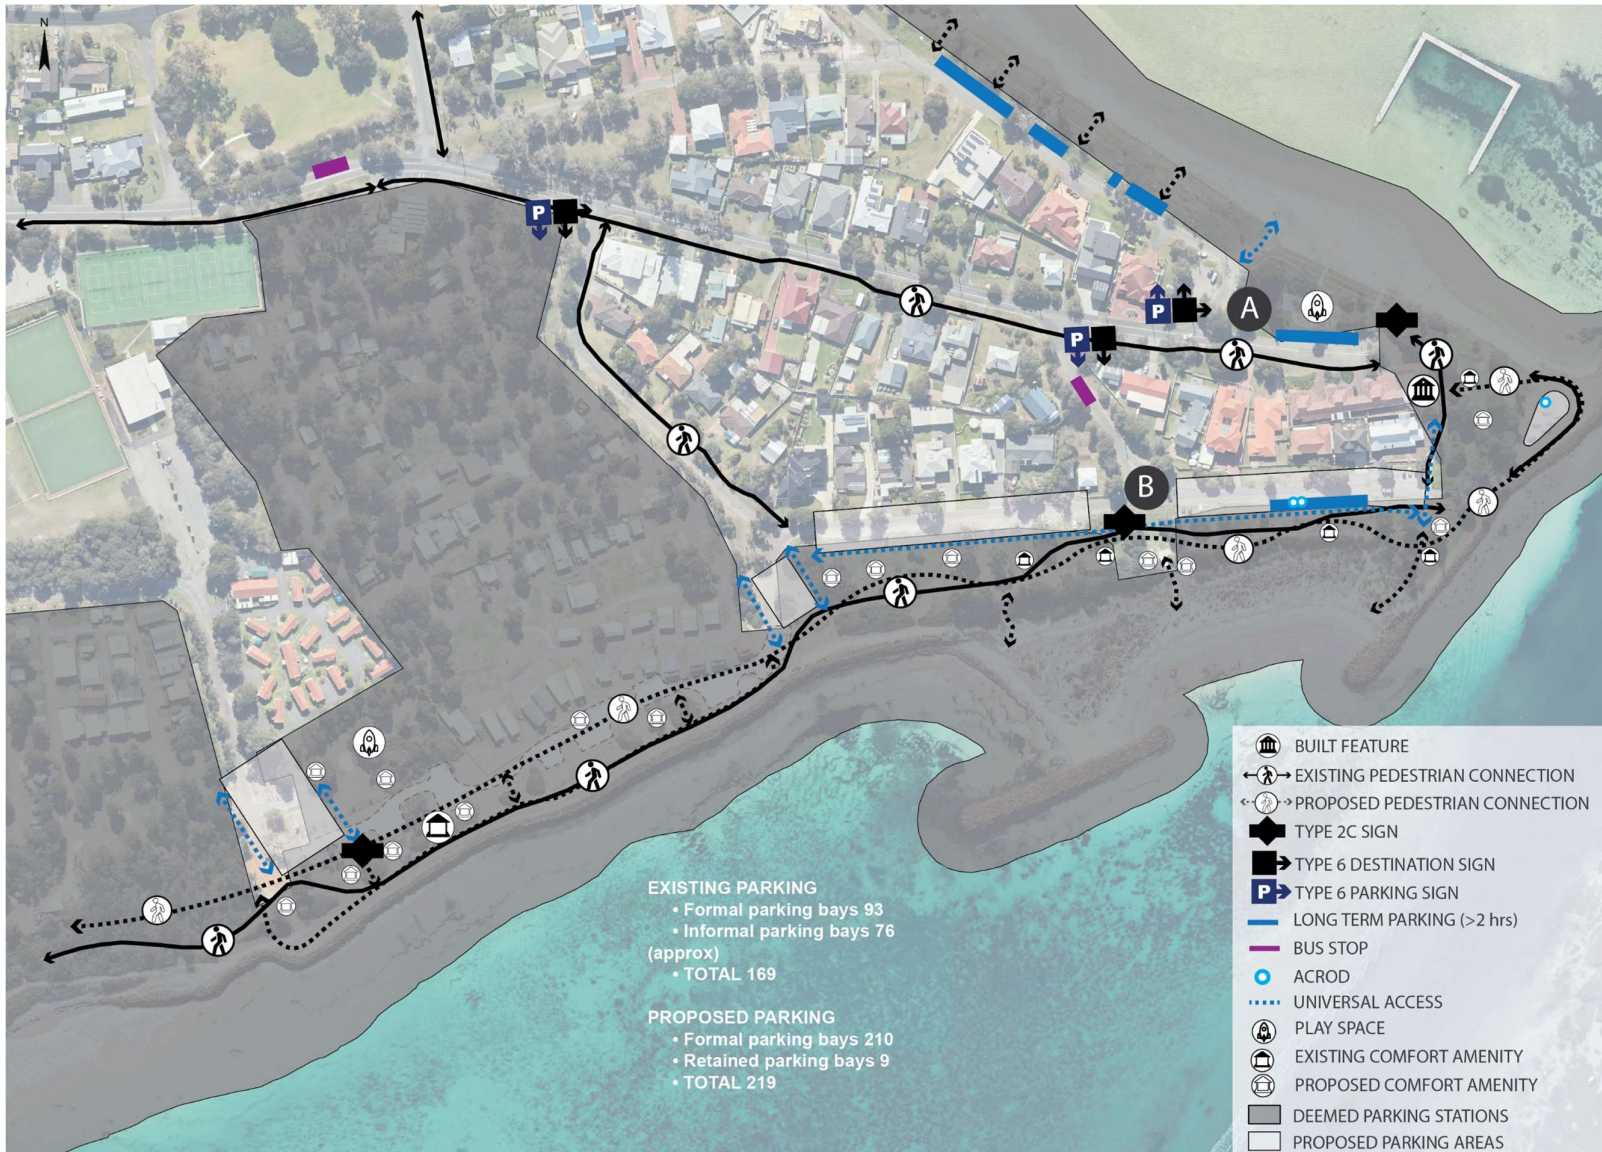 N
P
P
A
P
B
EXISTING PARKING
• Formal parking bays 93
• Informal parking bays 76
(approx)
• TOTAL 169
PROPOSED PARKING
• Formal parking bays 210
• Retained parking bays 9
• TOTAL 219
BUILT FEATURE
EXISTING PEDESTRIAN CONNECTION
PROPOSED PEDESTRIAN CONNECTION
TYPE 2C SIGN
TYPE 6 DESTINATION SIGN
P TYPE 6 PARKING SIGN
LONG TERM PARKING (>2 hrs)
BUS STOP
ACROD
UNIVERSAL ACCESS
PLAY SPACE
EXISTING COMFORT AMENITY
PROPOSED COMFORT AMENITY
DEEMED PARKING STATIONS
PROPOSED PARKING AREAS